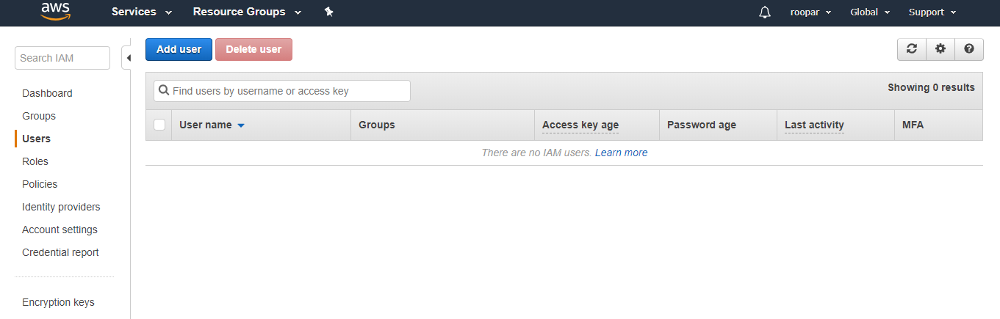 aws Services Resource Groups roopar Global Support
Search IAM
Add user Delete user
Find users by username or access key
Showing 0 results
Dashboard
Groups
Users
Roles
Policies
Identity providers
Account settings
Credential report
Encryption keys
User name Groups Access key age Password age Last activity MFA
There are no IAM users. Learn more